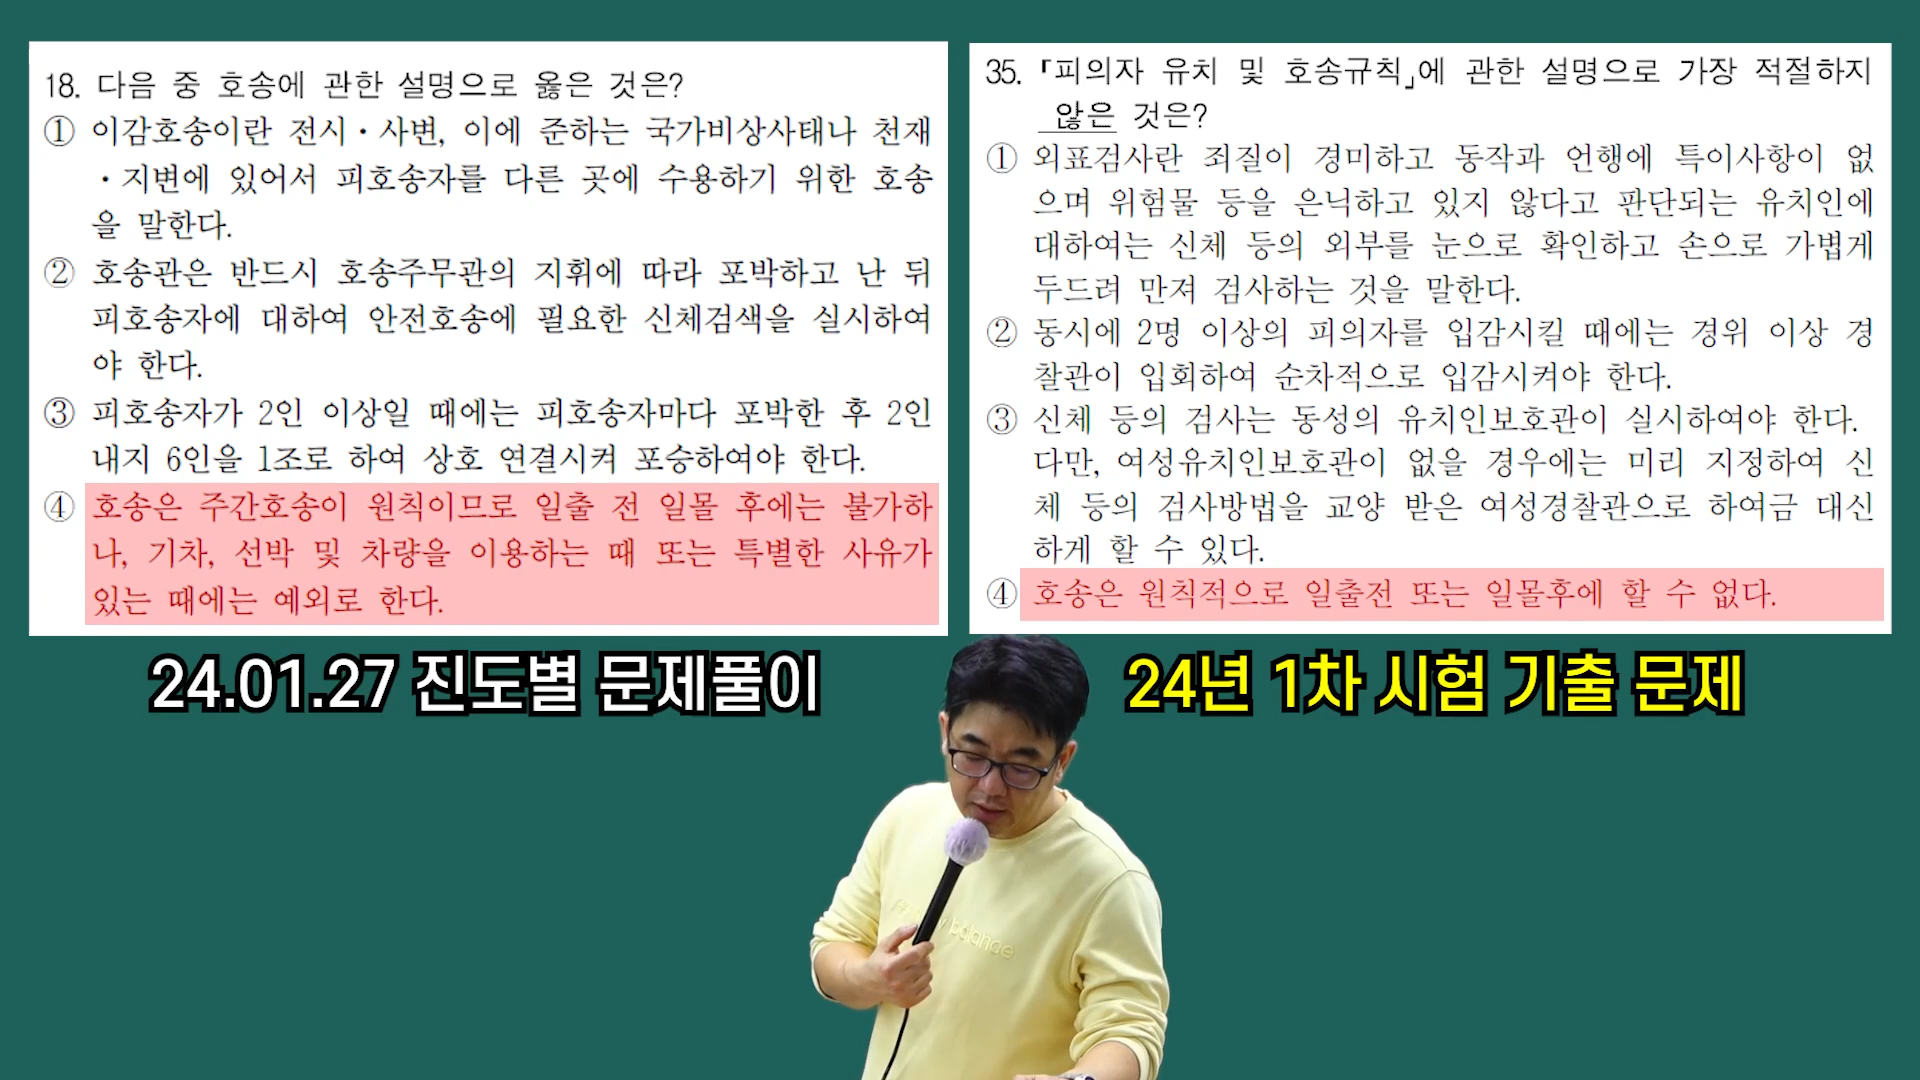 18. 다음 중 호송에 관한 설명으로 옳은 것은?
① 이감호송이란 전시·사변, 이에 준하는 국가비상사태나 천재
·지변에 있어서 피호송자를 다른 곳에 수용하기 위한 호송
을 말한다.
② 호송관은 반드시 호송주무관의 지휘에 따라 포박하고 난 뒤
피호송자에 대하여 안전호송에 필요한 신체검색을 실시하여
야 한다.
③ 피호송자가 2인 이상일 때에는 피호송자마다 포박한 후 2인
내지 6인을 1조로 하여 상호 연결시켜 포승하여야 한다.
④ 호송은 주간호송이 원칙이므로 일출 전 일몰 후에는 불가하
나, 기차, 선박 및 차량을 이용하는 때 또는 특별한 사유가
있는 때에는 예외로 한다.
24.01.27 진도별 문제풀이
35. 「피의자 유치 및 호송규칙」에 관한 설명으로 가장 적절하지
않은 것은?
① 외표검사란 죄질이 경미하고 동작과 언행에 특이사항이 없
으며 위험물 등을 은닉하고 있지 않다고 판단되는 유치인에
대하여는 신체 등의 외부를 눈으로 확인하고 손으로 가볍게
두드려 만져 검사하는 것을 말한다.
② 동시에 2명 이상의 피의자를 입감시킬 때에는 경위 이상 경
찰관이 입회하여 순차적으로 입감시켜야 한다.
③ 신체 등의 검사는 동성의 유치인보호관이 실시하여야 한다.
다만, 여성유치인보호관이 없을 경우에는 미리 지정하여 신
체 등의 검사방법을 교양 받은 여성경찰관으로 하여금 대신
하게 할 수 있다.
④ 호송은 원칙적으로 일출전 또는 일몰후에 할 수 없다.
24년 1차 시험 기출 문제
balance